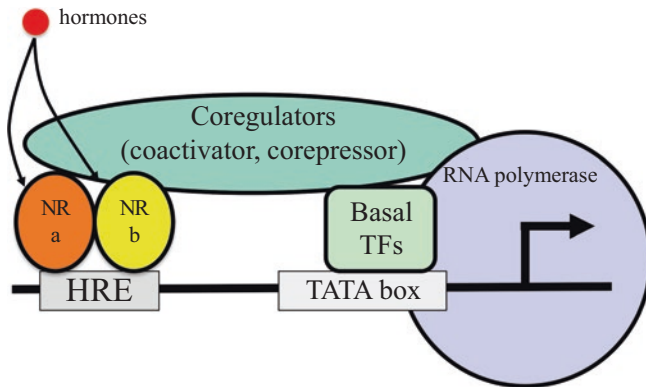 hormones
Coregulators
(coactivator, corepressor)
RNA polymerase
NR
a
NR
b
Basal
TFs
HRE
TATA box